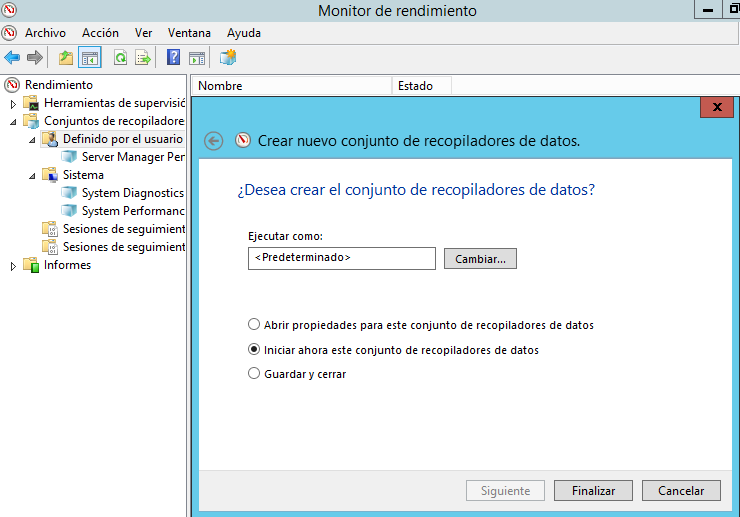 Monitor de rendimiento
Archivo Acción Ver Ventana Ayuda
Rendimiento
Herramientas de supervisió
Conjuntos de recopiladore
Definido por el usuario
Server Manager Per
Sistema
System Diagnostics
System Performanc
Sesiones de seguimient
Sesiones de seguimient
Informes
Nombre Estado
x
Crear nuevo conjunto de recopiladores de datos.
¿Desea crear el conjunto de recopiladores de datos?
Ejecutar como:
<Predeterminado>
Cambiar...
Abrir propiedades para este conjunto de recopiladores de datos
Iniciar ahora este conjunto de recopiladores de datos
Guardar y cerrar
Siguiente Finalizar Cancelar